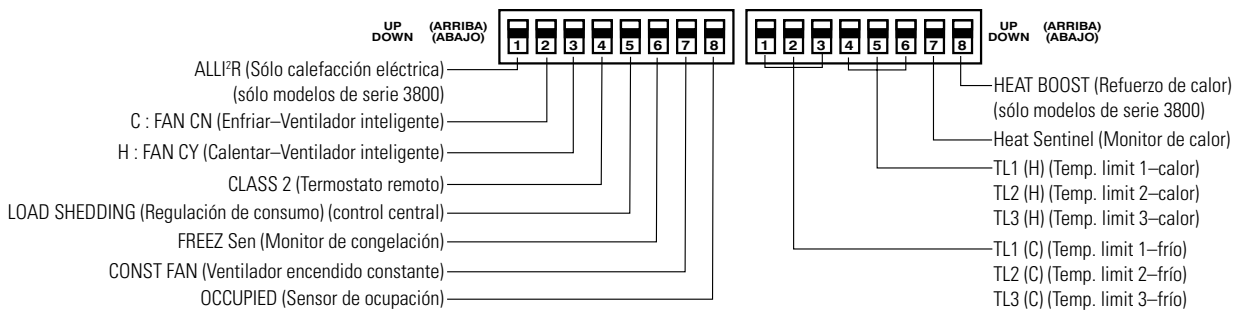 UP (ARRIBA)
DOWN (ABAJO)
1 2 3 4 5 6 7 8
1 2 3 4 5 6 7 8
UP (ARRIBA)
DOWN (ABAJO)
ALLI²R (Sólo calefacción eléctrica)
(sólo modelos de serie 3800)
C : FAN CN (Enfriar–Ventilador inteligente)
H : FAN CY (Calentar–Ventilador inteligente)
CLASS 2 (Termostato remoto)
LOAD SHEDDING (Regulación de consumo) (control central)
FREEZ Sen (Monitor de congelación)
CONST FAN (Ventilador encendido constante)
OCCUPIED (Sensor de ocupación)
HEAT BOOST (Refuerzo de calor)
(sólo modelos de serie 3800)
Heat Sentinel (Monitor de calor)
TL1 (H) (Temp. limit 1–calor)
TL2 (H) (Temp. limit 2–calor)
TL3 (H) (Temp. limit 3–calor)
TL1 (C) (Temp. limit 1–frío)
TL2 (C) (Temp. limit 2–frío)
TL3 (C) (Temp. limit 3–frío)